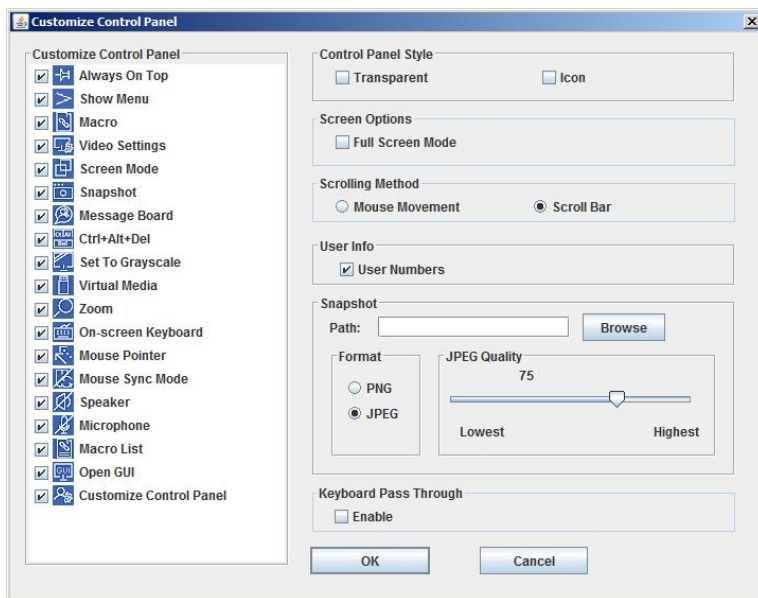 Customize Control Panel
Customize Control Panel
Always On Top
Show Menu
Macro
Video Settings
Screen Mode
Snapshot
Message Board
Ctrl+Alt+Del
Set To Grayscale
Virtual Media
Zoom
On-screen Keyboard
Mouse Pointer
Mouse Sync Mode
Speaker
Microphone
Macro List
GUI
Open GUI
Customize Control Panel
Control Panel Style
Transparent Icon
Screen Options
Full Screen Mode
Scrolling Method
Mouse Movement Scroll Bar
User Info
User Numbers
Snapshot
Path: Browse
Format
PNG
JPEG
JPEG Quality
75
Lowest Highest
Keyboard Pass Through
Enable
OK Cancel